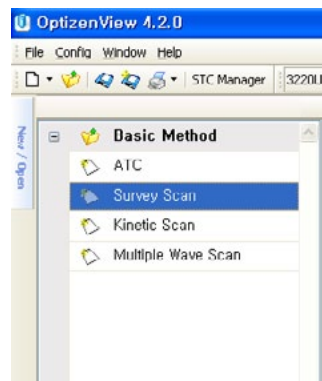 OptizenView 4.2.0
File Config Window Help
STC Manager 3220U
New / Open
Basic Method
ATC
Survey Scan
Kinetic Scan
Multiple Wave Scan